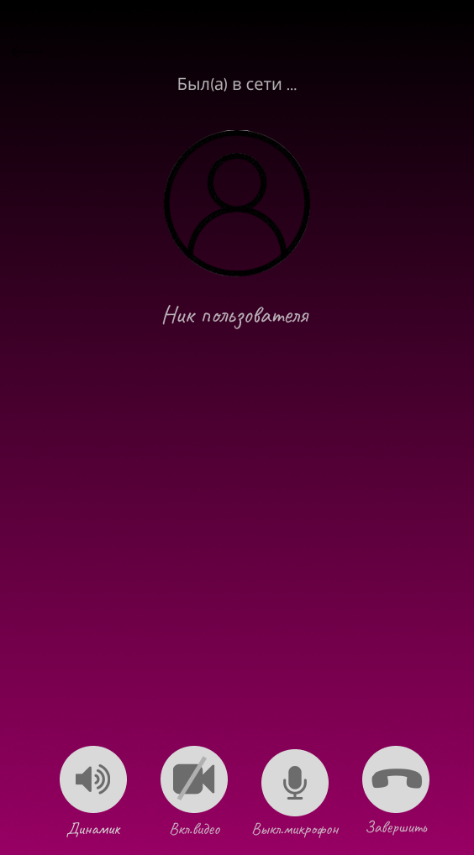 Был(а) в сети ...
Ник пользователя
Динамик
Вкл.видео
Выкл.микрофон
Завершить